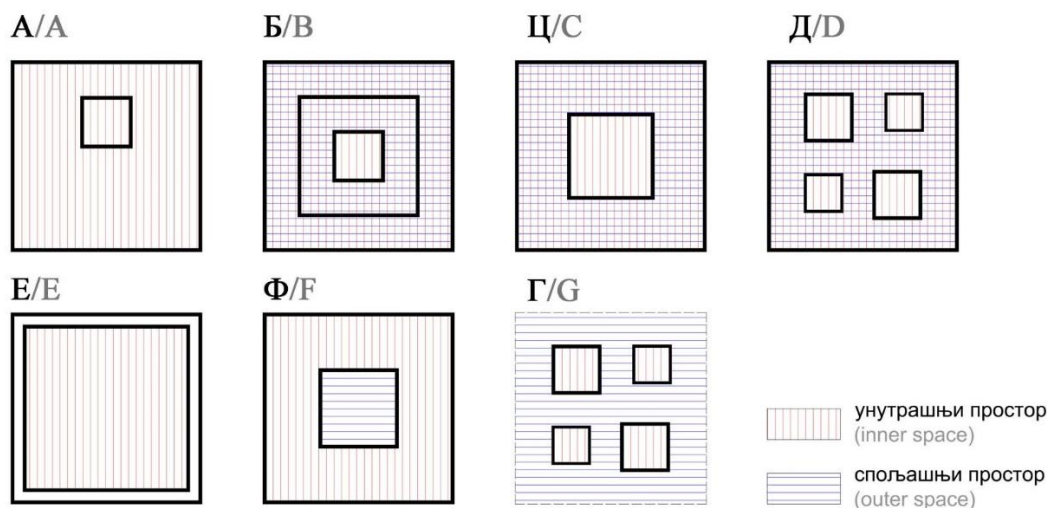 А/A
Б/B
Ц/C
Д/D
Е/E
Ф/F
Г/G
унутрашњи простор
(inner space)
спољашњи простор
(outer space)